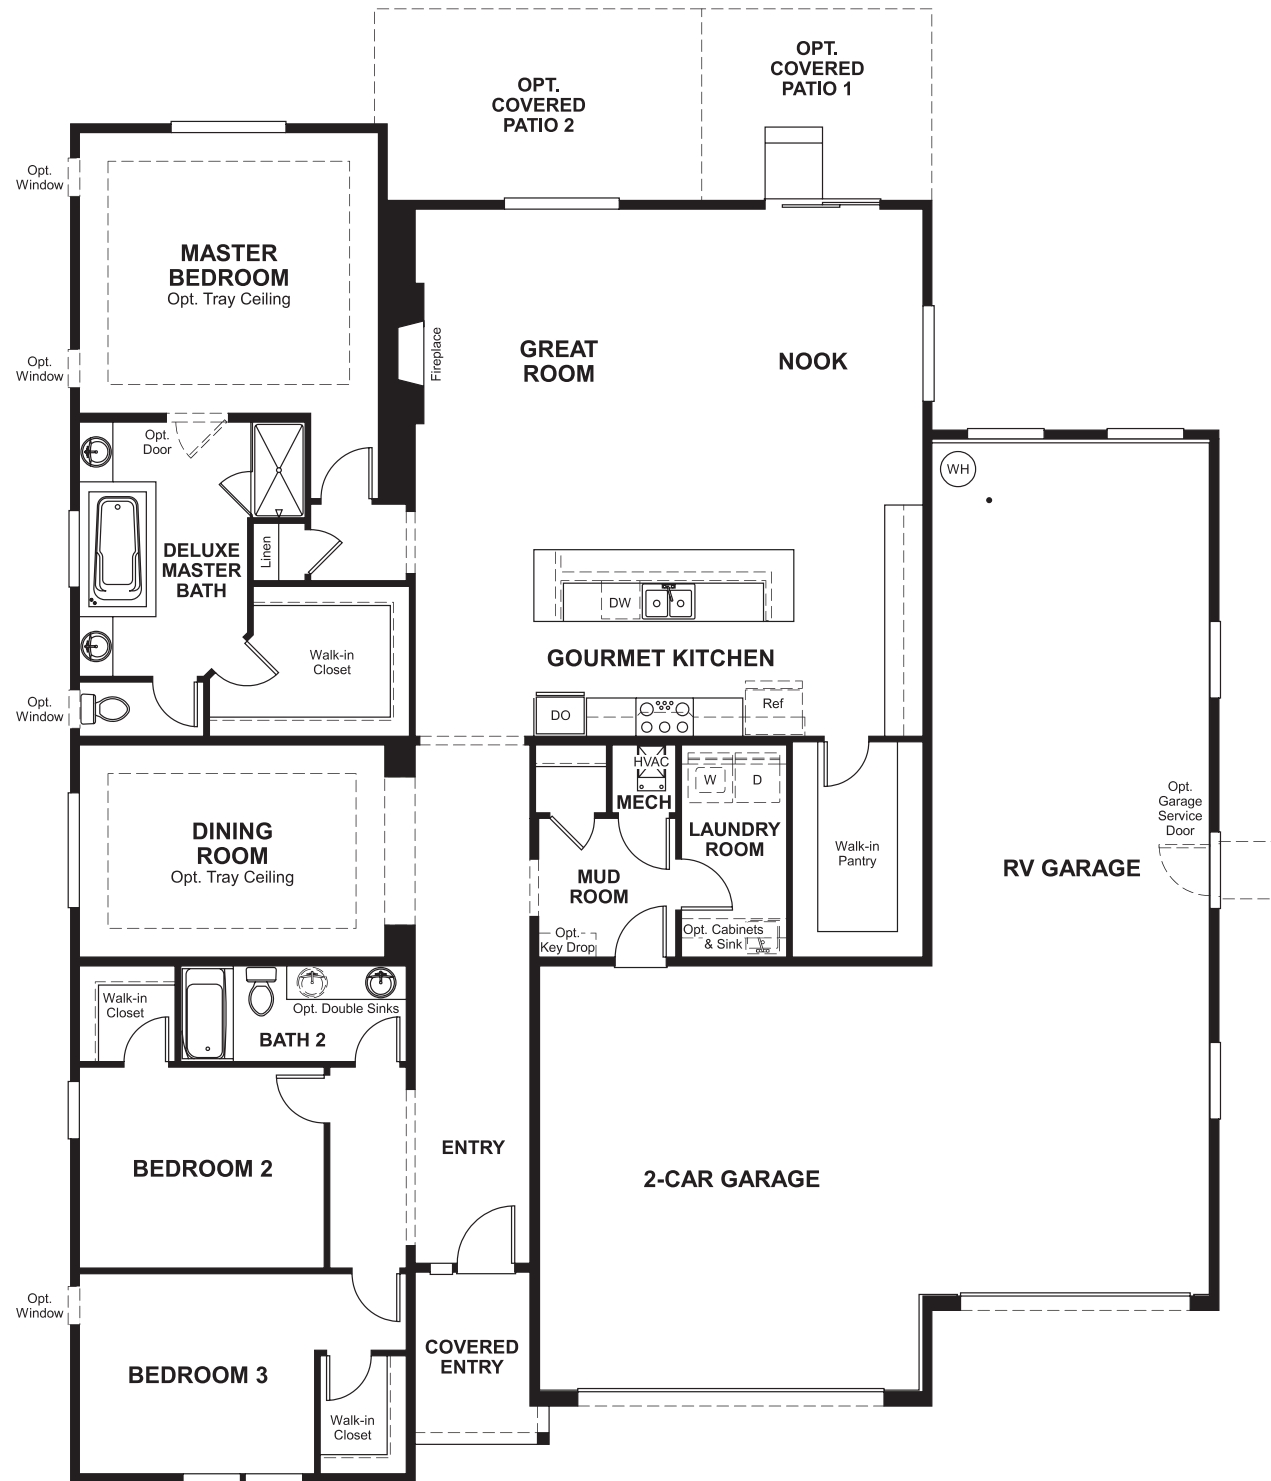 OPT.
COVERED
PATIO 1
OPT.
COVERED
PATIO 2
Opt.
Window
MASTER
BEDROOM
Opt. Tray Ceiling
Opt.
Window
Fireplace
GREAT
ROOM
NOOK
Opt.
Door
WH
Linen
DELUXE
MASTER
BATH
DW
Walk-in
Closet
GOURMET KITCHEN
Opt.
Window
DO
Ref
HVAC
MECH
W
D
LAUNDRY
ROOM
Opt.
Garage
Service
Door
DINING
ROOM
Opt. Tray Ceiling
MUD
ROOM
Walk-in
Pantry
RV GARAGE
Opt.
Key Drop
Opt. Cabinets
& Sink
Walk-in
Closet
Opt. Double Sinks
BATH 2
ENTRY
BEDROOM 2
2-CAR GARAGE
Opt.
Window
COVERED
ENTRY
BEDROOM 3
Walk-in
Closet